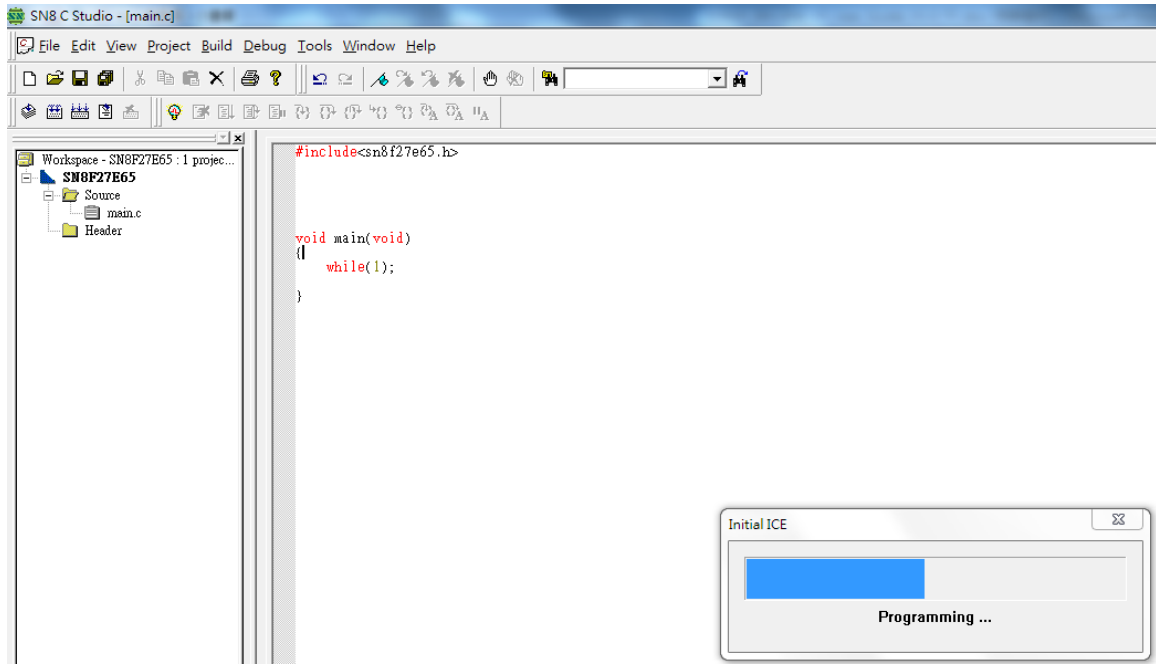 SN8 C Studio - [main.c]
File Edit View Project Build Debug Tools Window Help
Workspace - SN8F27E65 : 1 projec...
SN8F27E65
Source
main.c
Header
#include<sn8f27e65.h>
void main(void)
{
while(1);
}
Initial ICE
Programming ...